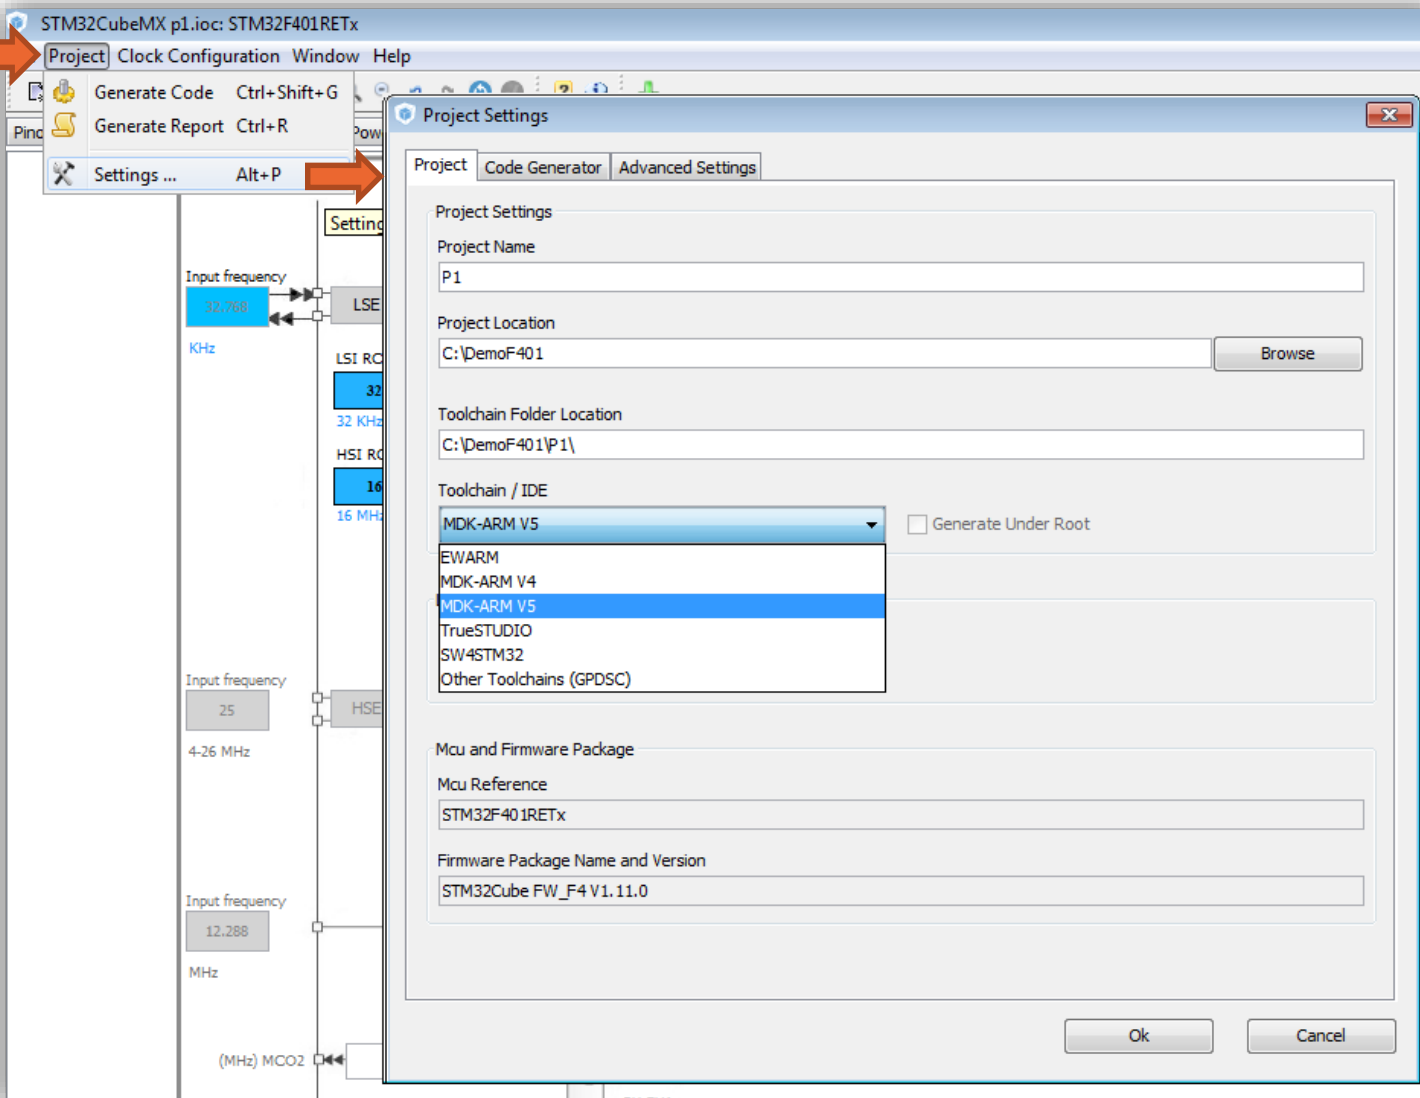 STM32CubeMX p1.ioc: STM32F401RETx
Project Clock Configuration Window Help
Generate Code Ctrl+Shift+G
Generate Report Ctrl+R
Settings ... Alt+P
Project Settings
Project Code Generator Advanced Settings
Project Settings
Project Name
P1
Project Location
C:\DemoF401
Browse
Toolchain Folder Location
C:\DemoF401\P1\
Toolchain / IDE
MDK-ARM V5
Generate Under Root
EWARM
MDK-ARM V4
MDK-ARM V5
TrueSTUDIO
SW4STM32
Other Toolchains (GPDSC)
Mcu and Firmware Package
Mcu Reference
STM32F401RETx
Firmware Package Name and Version
STM32Cube FW_F4 V1.11.0
Ok
Cancel
Pinc
Pow
Setting
Input frequency
32.768
KHz
LSE
LSI RC
32
32 KHz
HSI RC
16
16 MHz
Input frequency
25
4-26 MHz
HSE
Input frequency
12.288
MHz
(MHz) MCO2